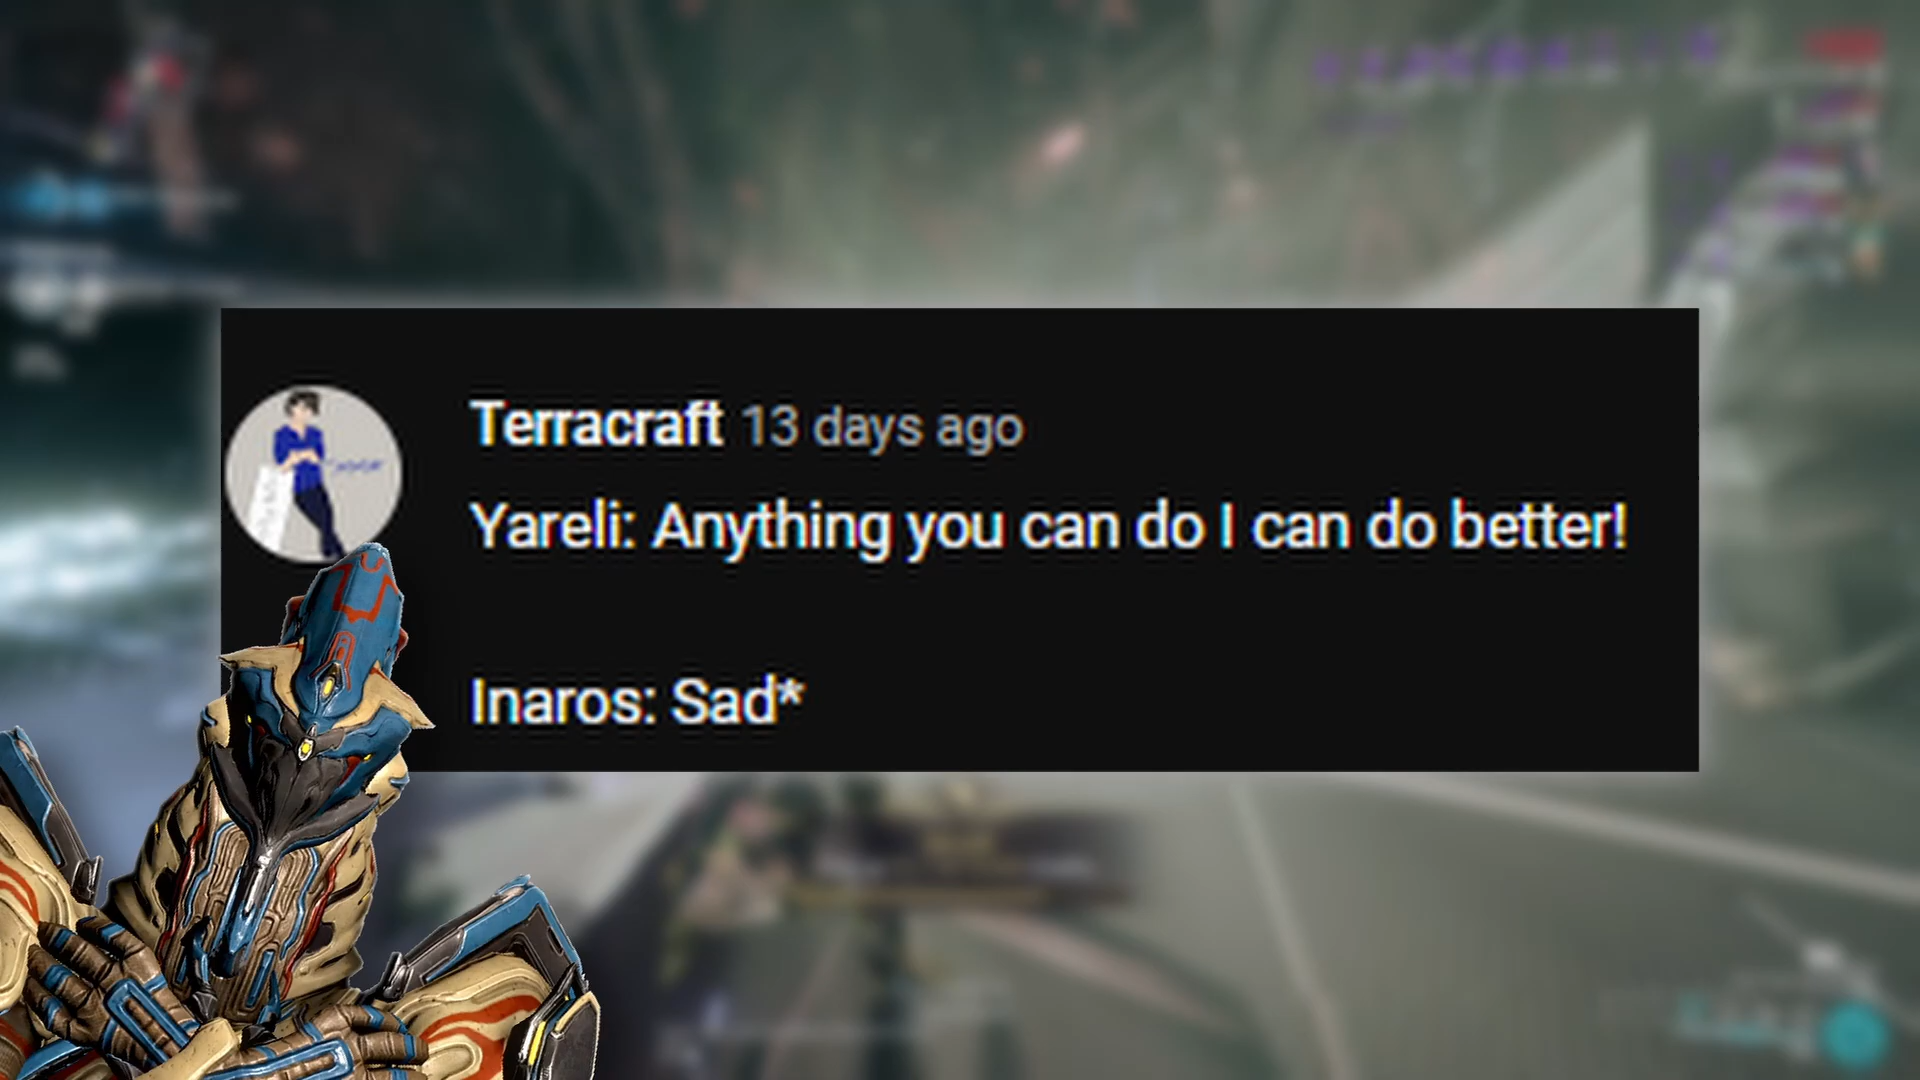 Terracraft 13 days ago
Yareli: Anything you can do I can do better!
Inaros: Sad*